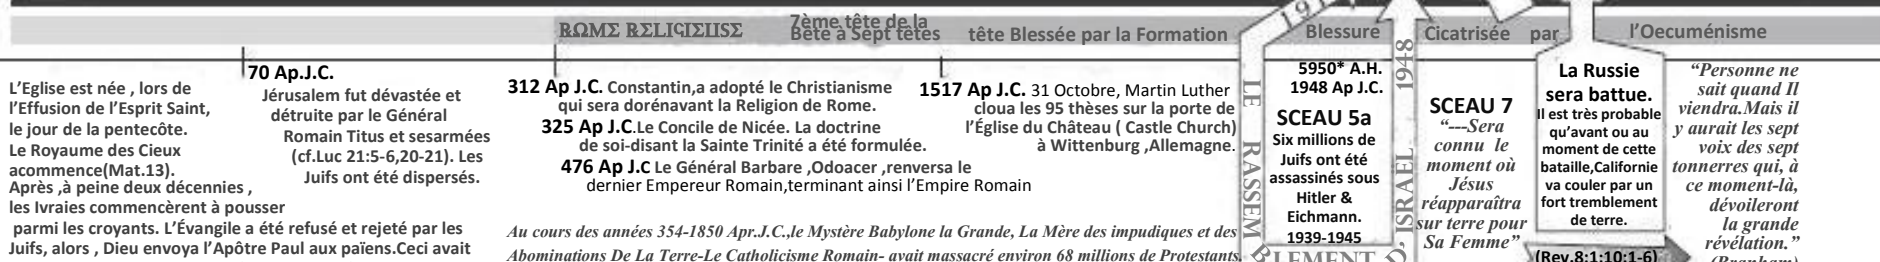 ROME RELIGIEUSE
7ème tête de la
Bête à Sept têtes
tête Blessée par la Formation
Blessure
Cicatrisée par
l'Oecuménisme
L'Eglise est née , lors de
l'Effusion de l'Esprit Saint,
le jour de la pentecôte.
Le Royaume des Cieux
acommence(Mat.13).
Après ,à peine deux décennies ,
les Ivraies commencèrent à pousser
parmi les croyants. L'Évangile a été refusé et rejeté par les
Juifs, alors , Dieu envoya l'Apôtre Paul aux païens.Ceci avait
70 Ap.J.C.
Jérusalem fut dévastée et
détruite par le Général
Romain Titus et sesarmées
(cf.Luc 21:5-6,20-21). Les
Juifs ont été dispersés.
312 Ap J.C. Constantin,a adopté le Christianisme
qui sera dorénavant la Religion de Rome.
325 Ap J.C.Le Concile de Nicée. La doctrine
de soi-disant la Sainte Trinité a été formulée.
476 Ap J.C Le Général Barbare ,Odoacer ,renversa le
dernier Empereur Romain,terminant ainsi l'Empire Romain
1517 Ap J.C. 31 Octobre, Martin Luther
cloua les 95 thèses sur la porte de
l'Église du Château ( Castle Church)
à Wittenburg ,Allemagne.
Au cours des années 354-1850 Apr.J.C.,le Mystère Babylone la Grande, La Mère des impudiques et des
Abominations De La Terre-Le Catholicisme Romain- avait massacré environ 68 millions de Protestants.
LE RASSEMBLEMENT D' ISRAEL 1948
5950* A.H.
1948 Ap J.C.
SCEAU 5a
Six millions de
Juifs ont été
assassinés sous
Hitler &
Eichmann.
1939-1945
SCEAU 7
“---Sera
connu le
moment où
Jésus
réapparaîtra
sur terre pour
Sa Femme”
La Russie
sera battue.
Il est très probable
qu'avant ou au
moment de cette
bataille,Californie
va couler par un
fort tremblement
de terre.
(Rev.8:1;10:1-6)
“Personne ne
sait quand Il
viendra.Mais il
y aurait les sept
voix des sept
tonnerres qui, à
ce moment-là,
dévoileront
la grande
révélation.”
(Branham)